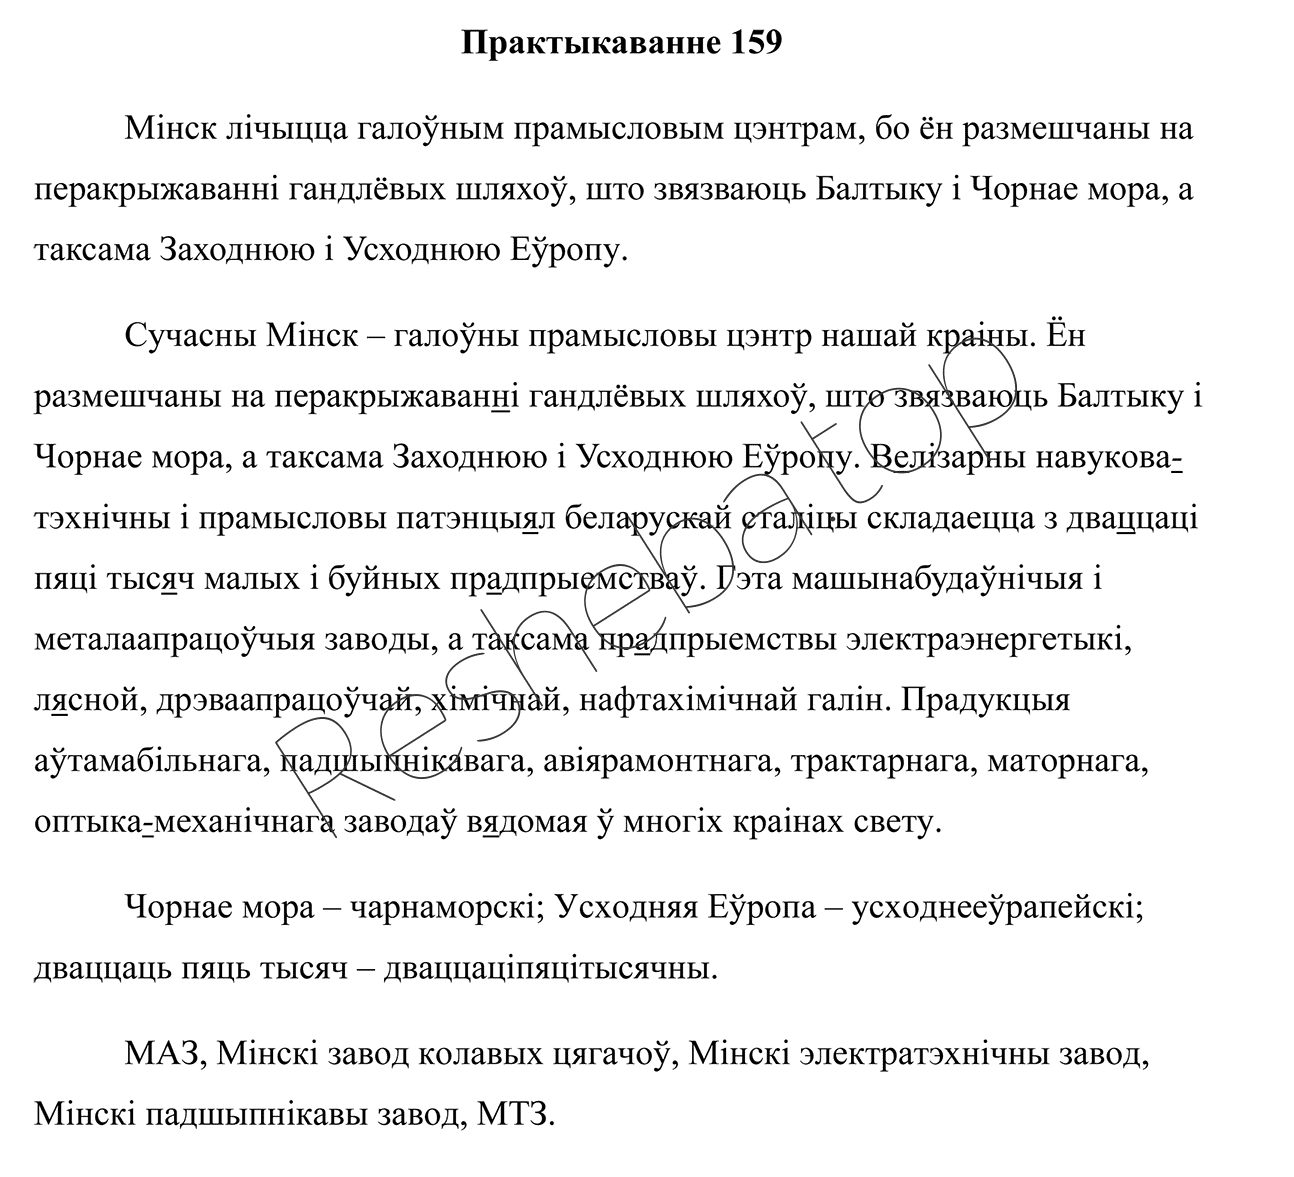 Практыкаванне 159
Мінск лічыцца галоўным прамысловым цэнтрам, бо ён размешчаны на
перакрыжаванні гандлёвых шляхоў, што звязваюць Балтыку і Чорнае мора, а
таксама Заходнюю і Усходнюю Еўропу.
Сучасны Мінск – галоўны прамысловы цэнтр нашай краіны. Ён
размешчаны на перакрыжаванні гандлёвых шляхоў, што звязваюць Балтыку і
Чорнае мора, а таксама Заходнюю і Усходнюю Еўропу. Велізарны навукова-
тэхнічны і прамысловы патэнцыял беларускай сталіцы складаецца з дваццаці
пяці тысяч малых і буйных прадпрыемстваў. Гэта машынабудаўнічыя і
металаапрацоўчыя заводы, а таксама прадпрыемствы электраэнергетыкі,
лясной, дрэваапрацоўчай, хімічнай, нафтахімічнай галін. Прадукцыя
аўтамабільнага, падшыпнікавага, авіярамонтнага, трактарнага, маторнага,
оптыка-механічнага заводаў вядомая ў многіх краінах свету.
Чорнае мора – чарнаморскі; Усходняя Еўропа – усходнееўрапейскі;
дваццаць пяць тысяч – дваццаціпяцітысячны.
МАЗ, Мінскі завод колавых цягачоў, Мінскі электратэхнічны завод,
Мінскі падшыпнікавы завод, МТЗ.
Resheba.top